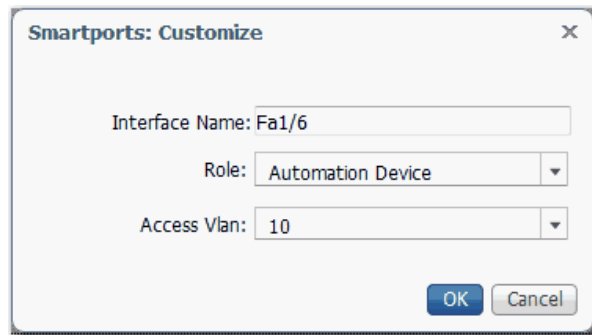 Smartports: Customize
Interface Name: Fa1/6
Role: Automation Device
Access Vlan: 10
OK Cancel